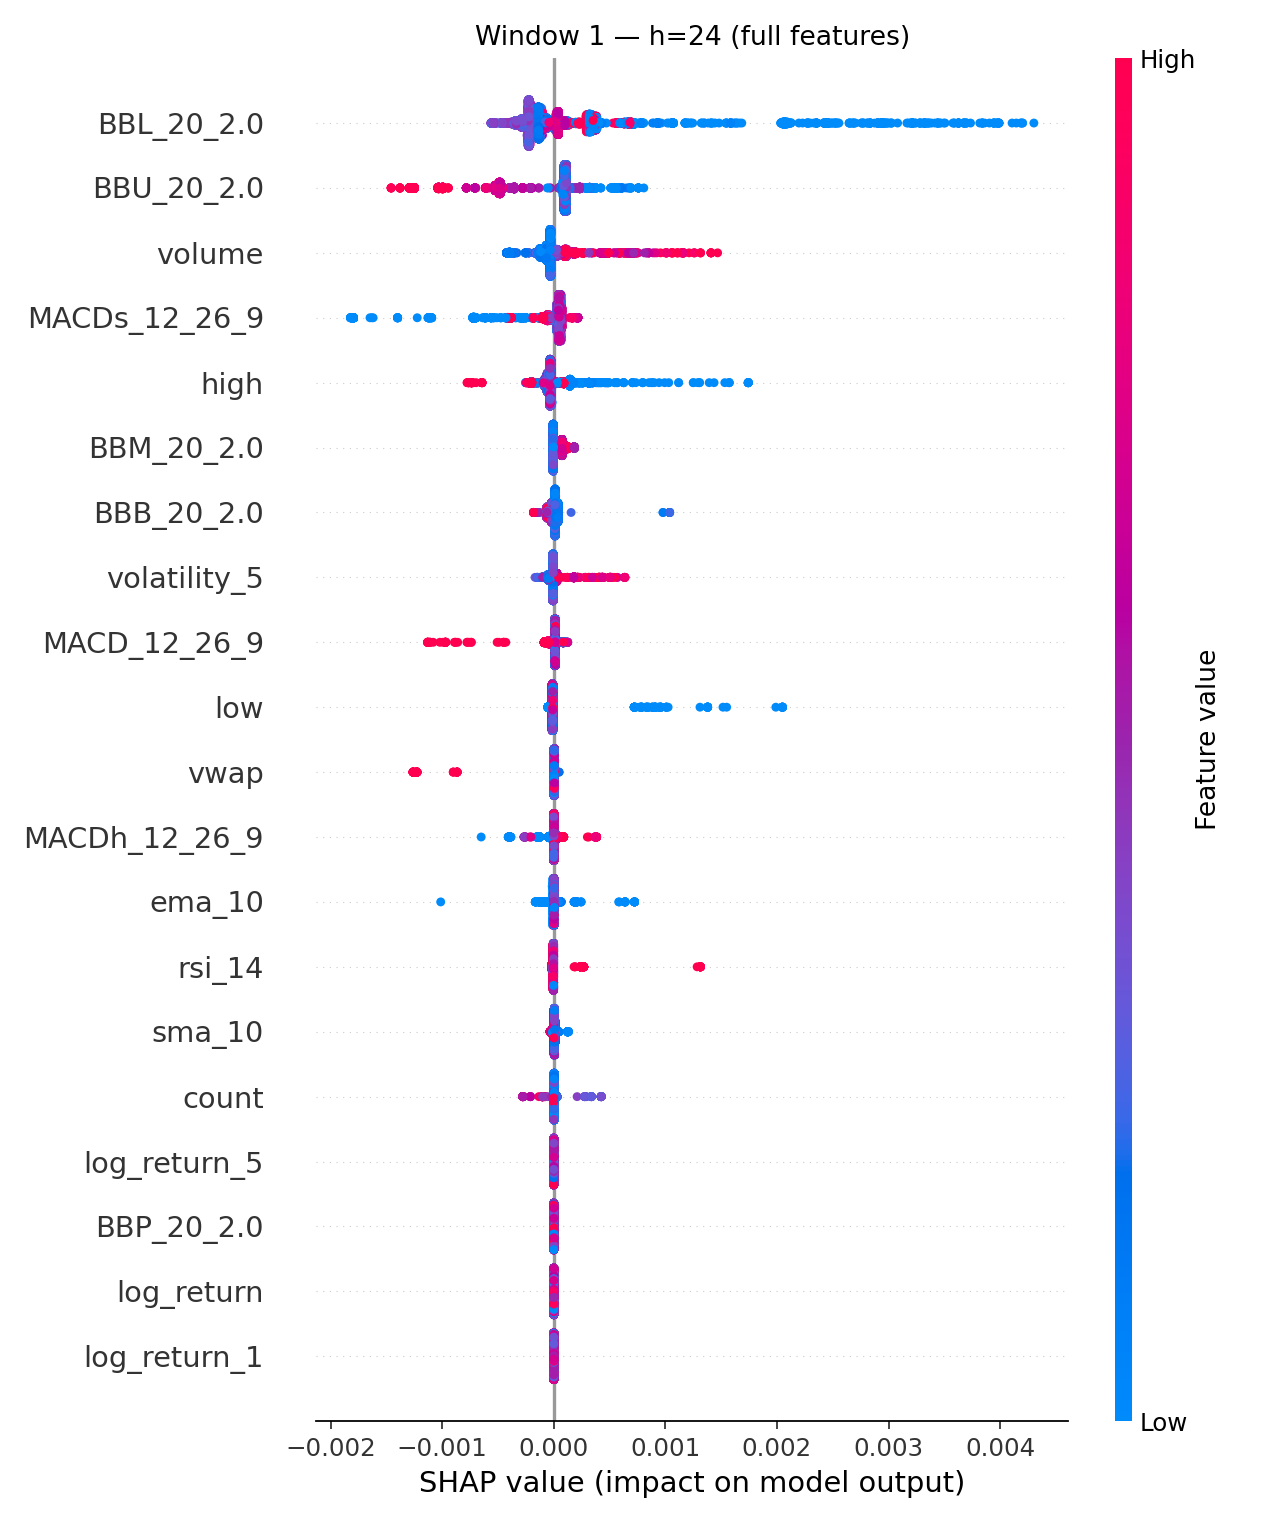 Window 1 — h=24 (full features)
High
BBL_20_2.0
BBU_20_2.0
volume
MACDs_12_26_9
high
BBM_20_2.0
BBB_20_2.0
volatility_5
MACD_12_26_9
low
vwap
MACDh_12_26_9
ema_10
rsi_14
sma_10
count
log_return_5
BBP_20_2.0
log_return
log_return_1
Feature value
Low
−0.002 −0.001 0.000 0.001 0.002 0.003 0.004
SHAP value (impact on model output)